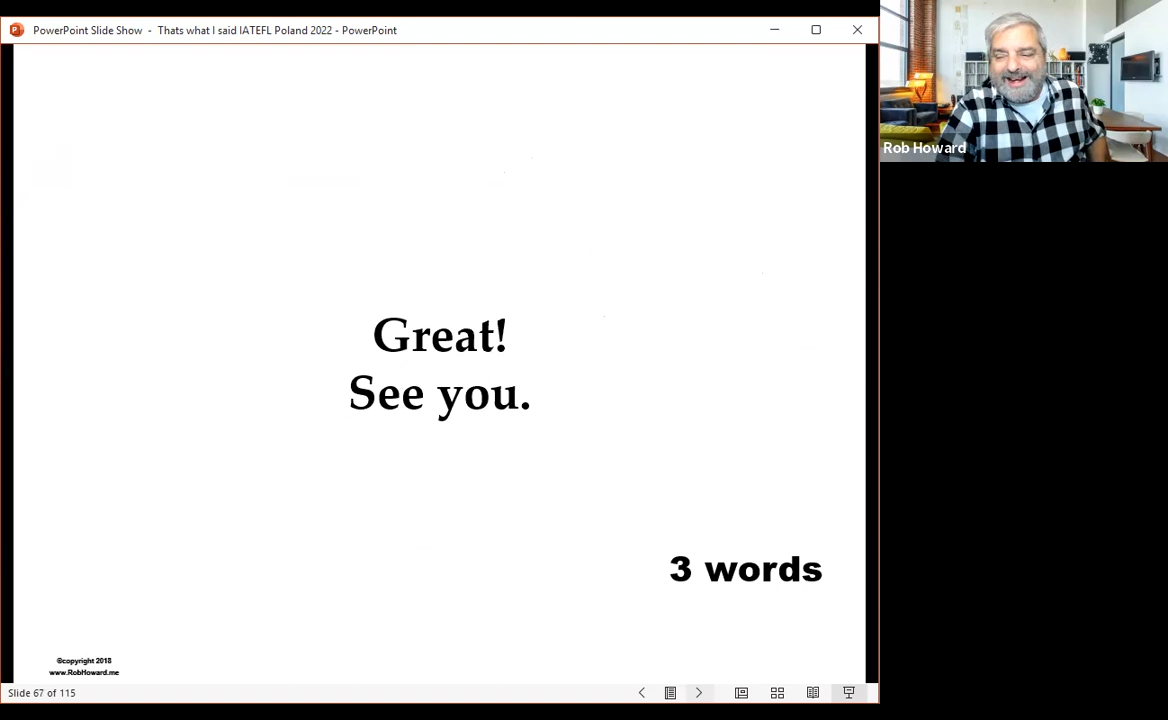 PowerPoint Slide Show - Thats what I said IATEFL Poland 2022 - PowerPoint
Rob Howard
Great!
See you.
3 words
©copyright 2018
www.RobHoward.me
Slide 67 of 115